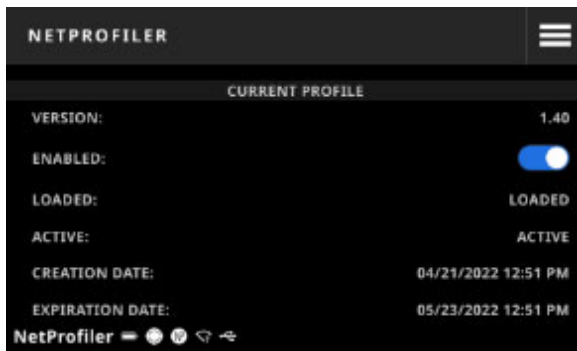 NETPROFILER
CURRENT PROFILE
VERSION: 1.40
ENABLED:
LOADED: LOADED
ACTIVE: ACTIVE
CREATION DATE: 04/21/2022 12:51 PM
EXPIRATION DATE: 05/23/2022 12:51 PM
NetProfiler